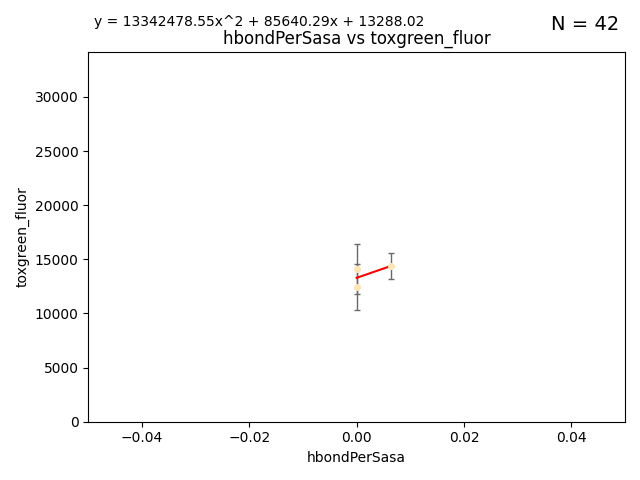 y = 13342478.55x^2 + 85640.29x + 13288.02
N = 42
hbondPerSasa vs toxgreen_fluor
30000
25000
20000
15000
10000
5000
0
toxgreen_fluor
−0.04
−0.02
0.00
0.02
0.04
hbondPerSasa